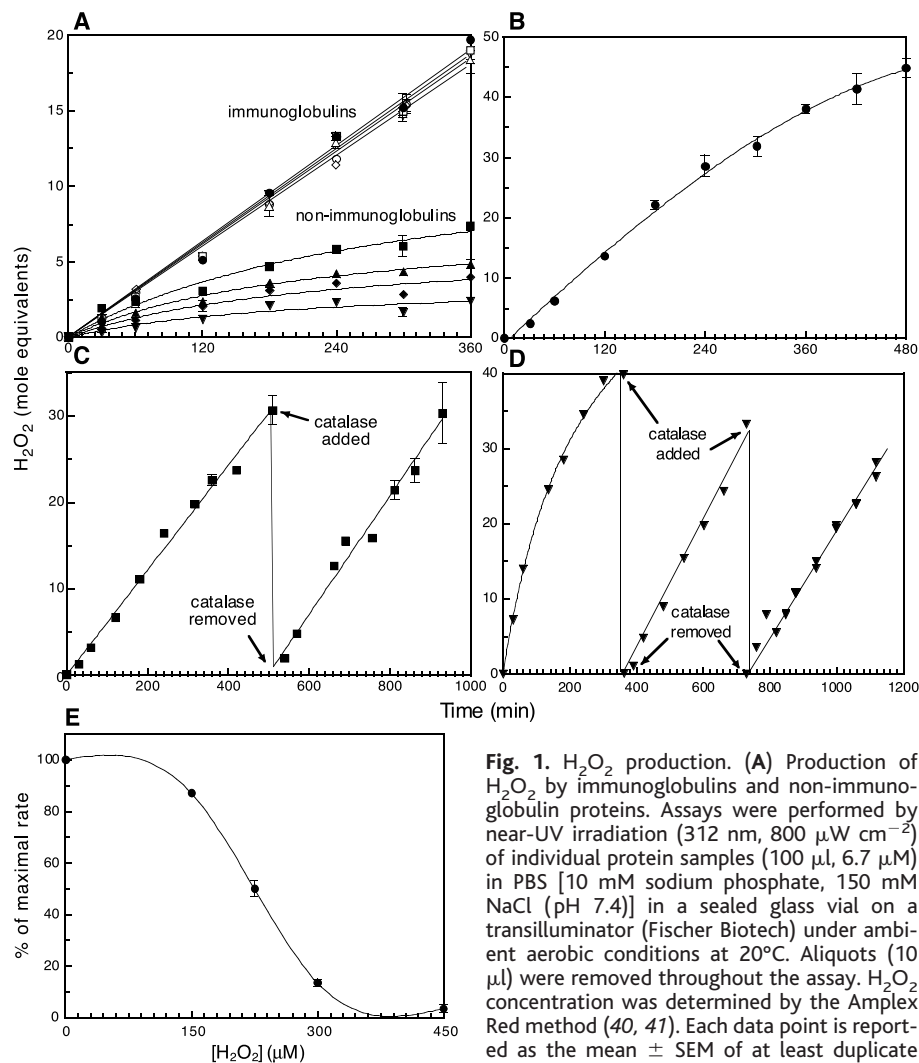 A
B
20
15
10
5
0
0
120
240
360
immunoglobulins
non-immunoglobulins
50
40
30
20
10
0
0
120
240
360
480
H₂O₂ (mole equivalents)
C
D
30
20
10
0
0
200
400
600
800
1000
catalase
added
catalase
removed
40
30
20
10
0
0
200
400
600
800
1000
1200
catalase
added
catalase
removed
Time (min)
E
100
80
60
40
20
0
0
150
300
450
% of maximal rate
[H₂O₂] (µM)
Fig. 1. H₂O₂ production. (A) Production of
H₂O₂ by immunoglobulins and non-immuno-
globulin proteins. Assays were performed by
near-UV irradiation (312 nm, 800 µW cm⁻²)
of individual protein samples (100 µl, 6.7 µM)
in PBS [10 mM sodium phosphate, 150 mM
NaCl (pH 7.4)] in a sealed glass vial on a
transilluminator (Fischer Biotech) under ambi-
ent aerobic conditions at 20°C. Aliquots (10
µl) were removed throughout the assay. H₂O₂
concentration was determined by the Amplex
Red method (40, 41). Each data point is report-
ed as the mean ± SEM of at least duplicate